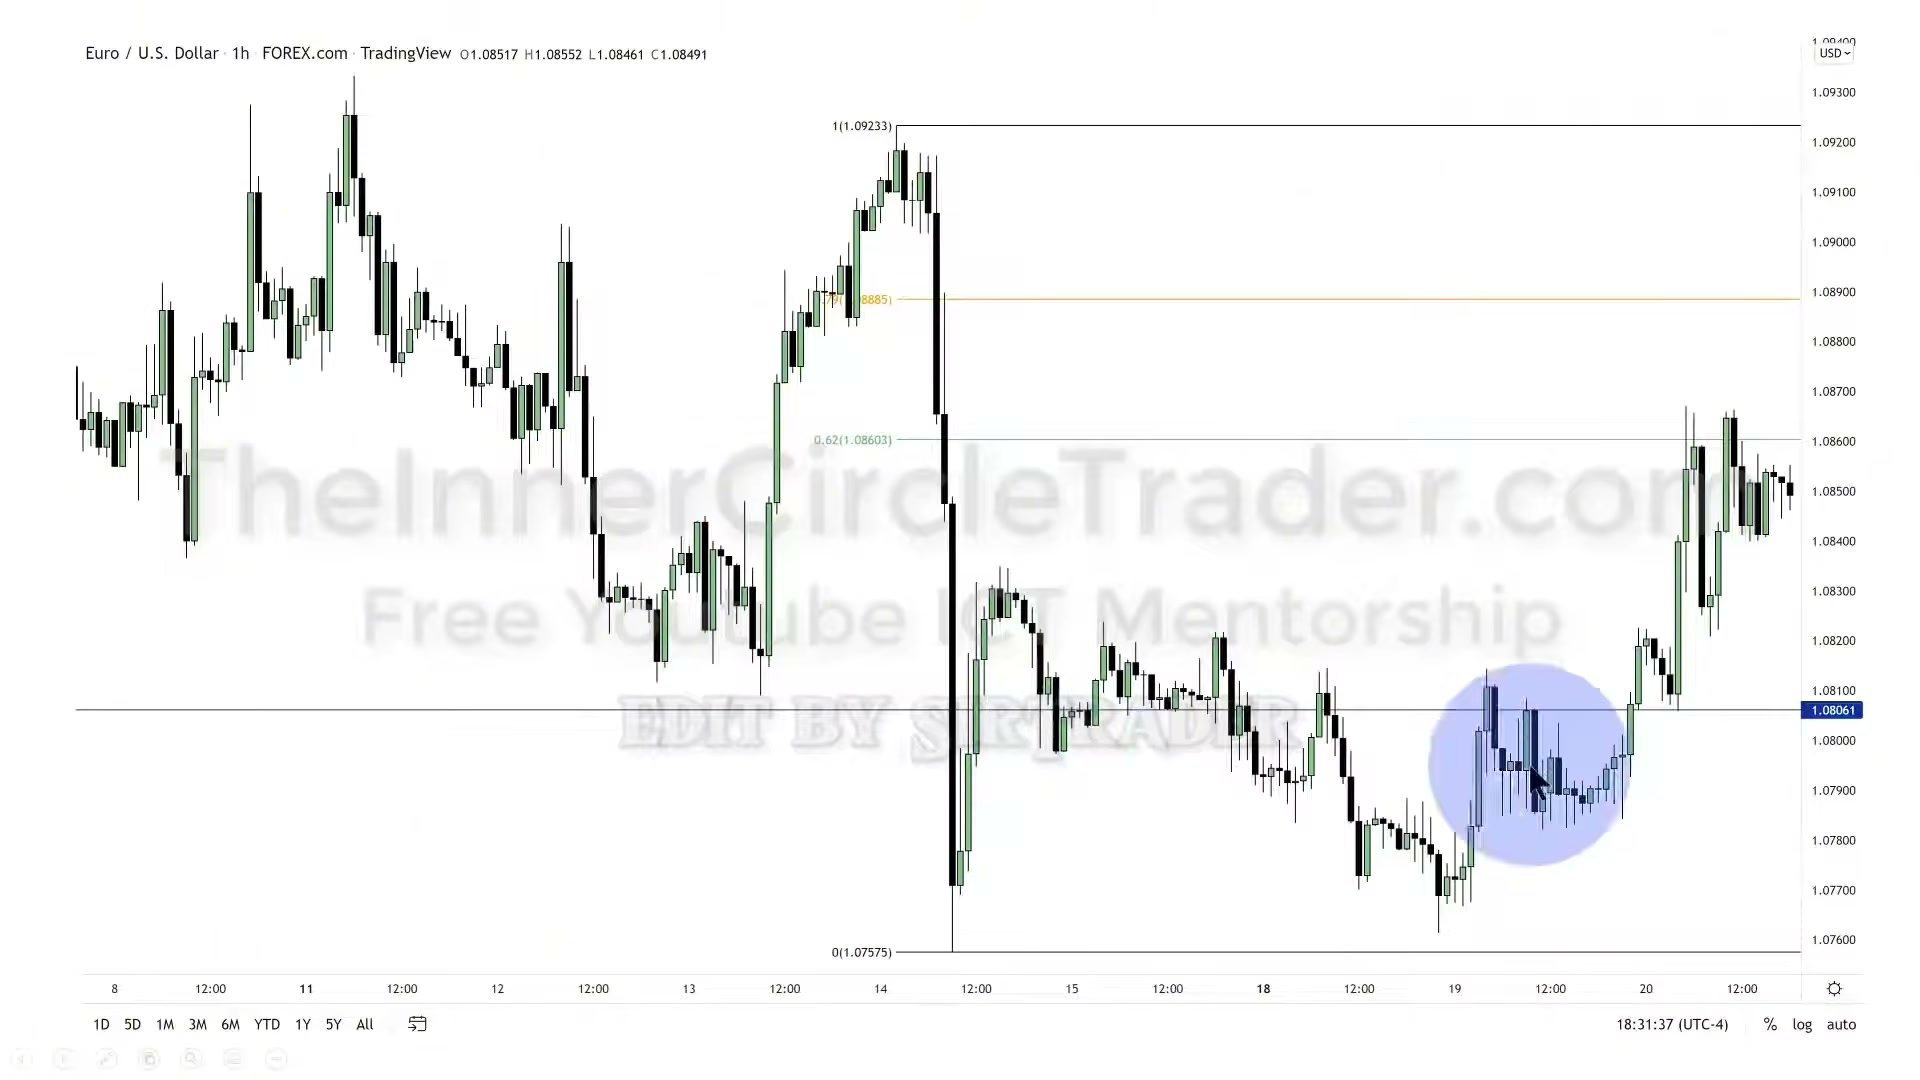 Euro / U.S. Dollar · 1h · FOREX.com · TradingView O1.08517 H1.08552 L1.08461 C1.08491
1.09400
USD
1.09300
1(1.09233)
1.09200
1.09100
1.09000
1.08900
1.08800
1.08700
0.62(1.08603)
1.08600
TheInnerCircleTrader.com
1.08500
1.08400
1.08300
Free Youtube ICT Mentorship
1.08200
1.08100
EDIT BY SIRTRADER
1.08061
1.08000
1.07900
1.07800
1.07700
1.07600
0(1.07575)
8 12:00 11 12:00 12 12:00 13 12:00 14 12:00 15 12:00 18 12:00 19 12:00 20 12:00
1D 5D 1M 3M 6M YTD 1Y 5Y All
18:31:37 (UTC-4) % log auto